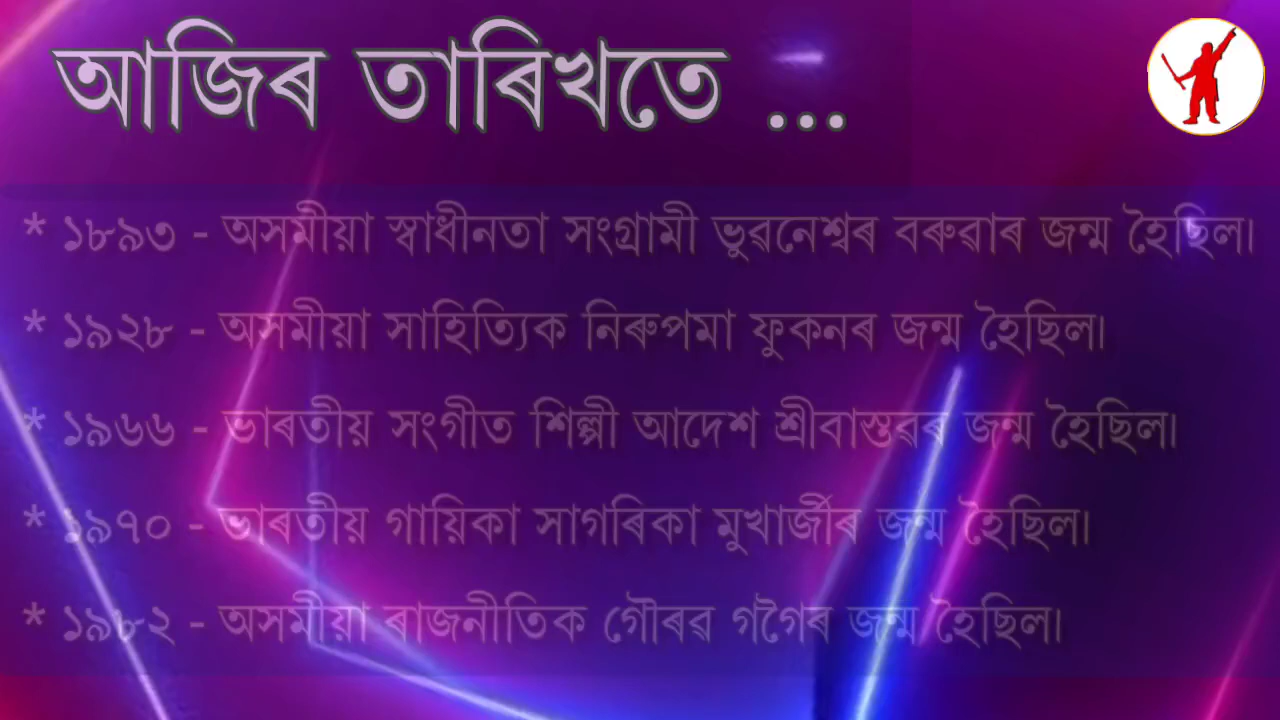 আজিৰ তাৰিখতে ...
* ১৮৯৩ - অসমীয়া স্বাধীনতা সংগ্ৰামী ভুৱনেশ্বৰ বৰুৱাৰ জন্ম হৈছিল।
* ১৯২৮ - অসমীয়া সাহিত্যিক নিৰুপমা ফুকনৰ জন্ম হৈছিল।
* ১৯৬৬ - ভাৰতীয় সংগীত শিল্পী আদেশ শ্ৰীবাস্তৱৰ জন্ম হৈছিল।
* ১৯৭০ - ভাৰতীয় গায়িকা সাগৰিকা মুখাৰ্জীৰ জন্ম হৈছিল।
* ১৯৮২ - অসমীয়া ৰাজনীতিক গৌৰৱ গগৈৰ জন্ম হৈছিল।